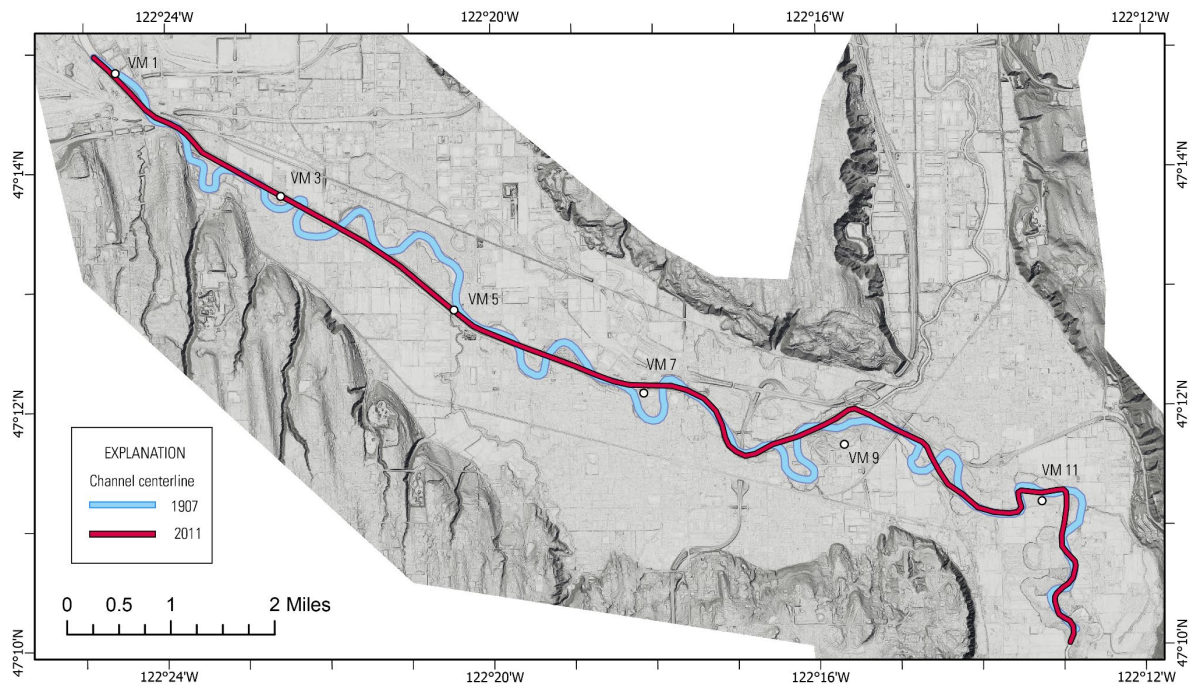 122°24'W 122°20'W 122°16'W 122°12'W
VM 1
47°14'N 47°14'N
VM 3
VM 5
VM 7
47°12'N 47°12'N
VM 9
VM 11
EXPLANATION
Channel centerline
1907
2011
0 0.5 1 2 Miles
47°10'N 47°10'N
122°24'W 122°20'W 122°16'W 122°12'W